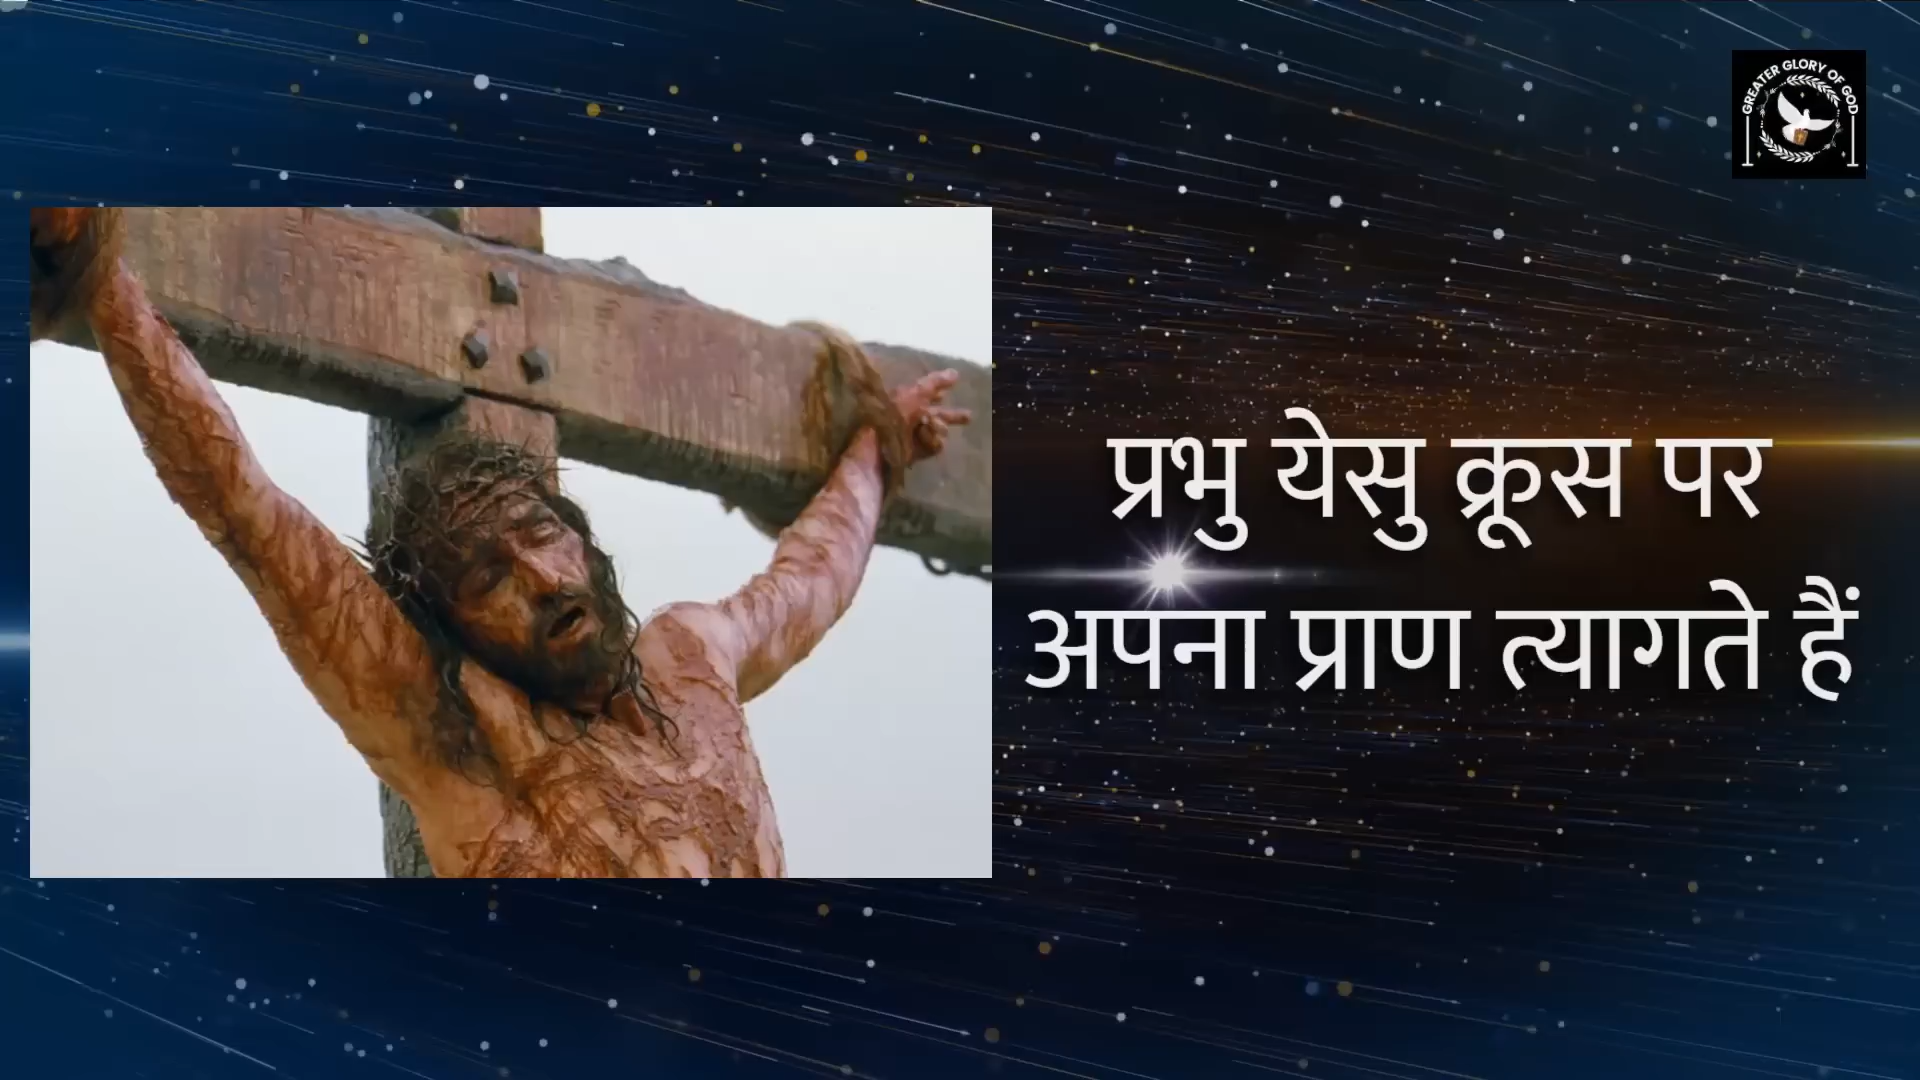 GREATER GLORY OF GOD
प्रभु येसु क्रूस पर
अपना प्राण त्यागते हैं